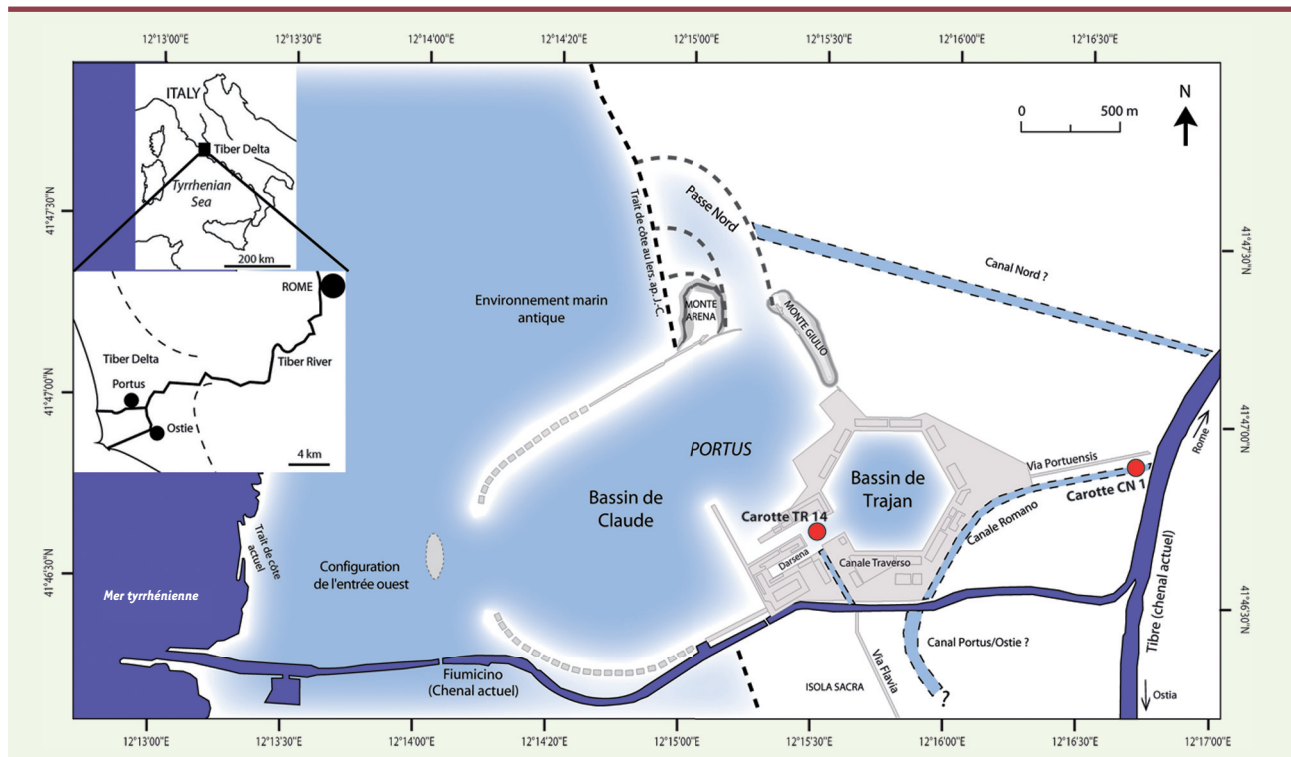 12°13'00"E
12°13'30"E
12°14'00"E
12°14'20"E
12°15'00"E
12°15'30"E
12°16'00"E
12°16'30"E
ITALY
Tiber Delta
Tyrrhenian
Sea
200 km
ROME
Tiber Delta
Tiber River
Portus
Ostie
4 km
0
500 m
N
41°47'30"N
41°47'00"N
41°46'30"N
41°47'30"N
41°47'00"N
41°46'30"N
Passe Nord
Trait de côte au Iers. ap. J.-C.
Canal Nord ?
Environnement marin
antique
MONTE
ARENA
MONTE GIULIO
PORTUS
Bassin de
Claude
Bassin de
Trajan
Via Portuensis
Rome
Carotte CN 1
Carotte TR 14
Canale Romano
Darsena
Canale Traverso
Trait de côte
actuel
Configuration
de l'entrée ouest
Mer tyrrhénienne
Tibre (chenal actuel)
Canal Portus/Ostie ?
Fiumicino
(Chenal actuel)
Via Flavia
ISOLA SACRA
?
Ostia
12°13'00"E
12°13'30"E
12°14'00"E
12°14'20"E
12°15'00"E
12°15'30"E
12°16'00"E
12°16'30"E
12°17'00"E